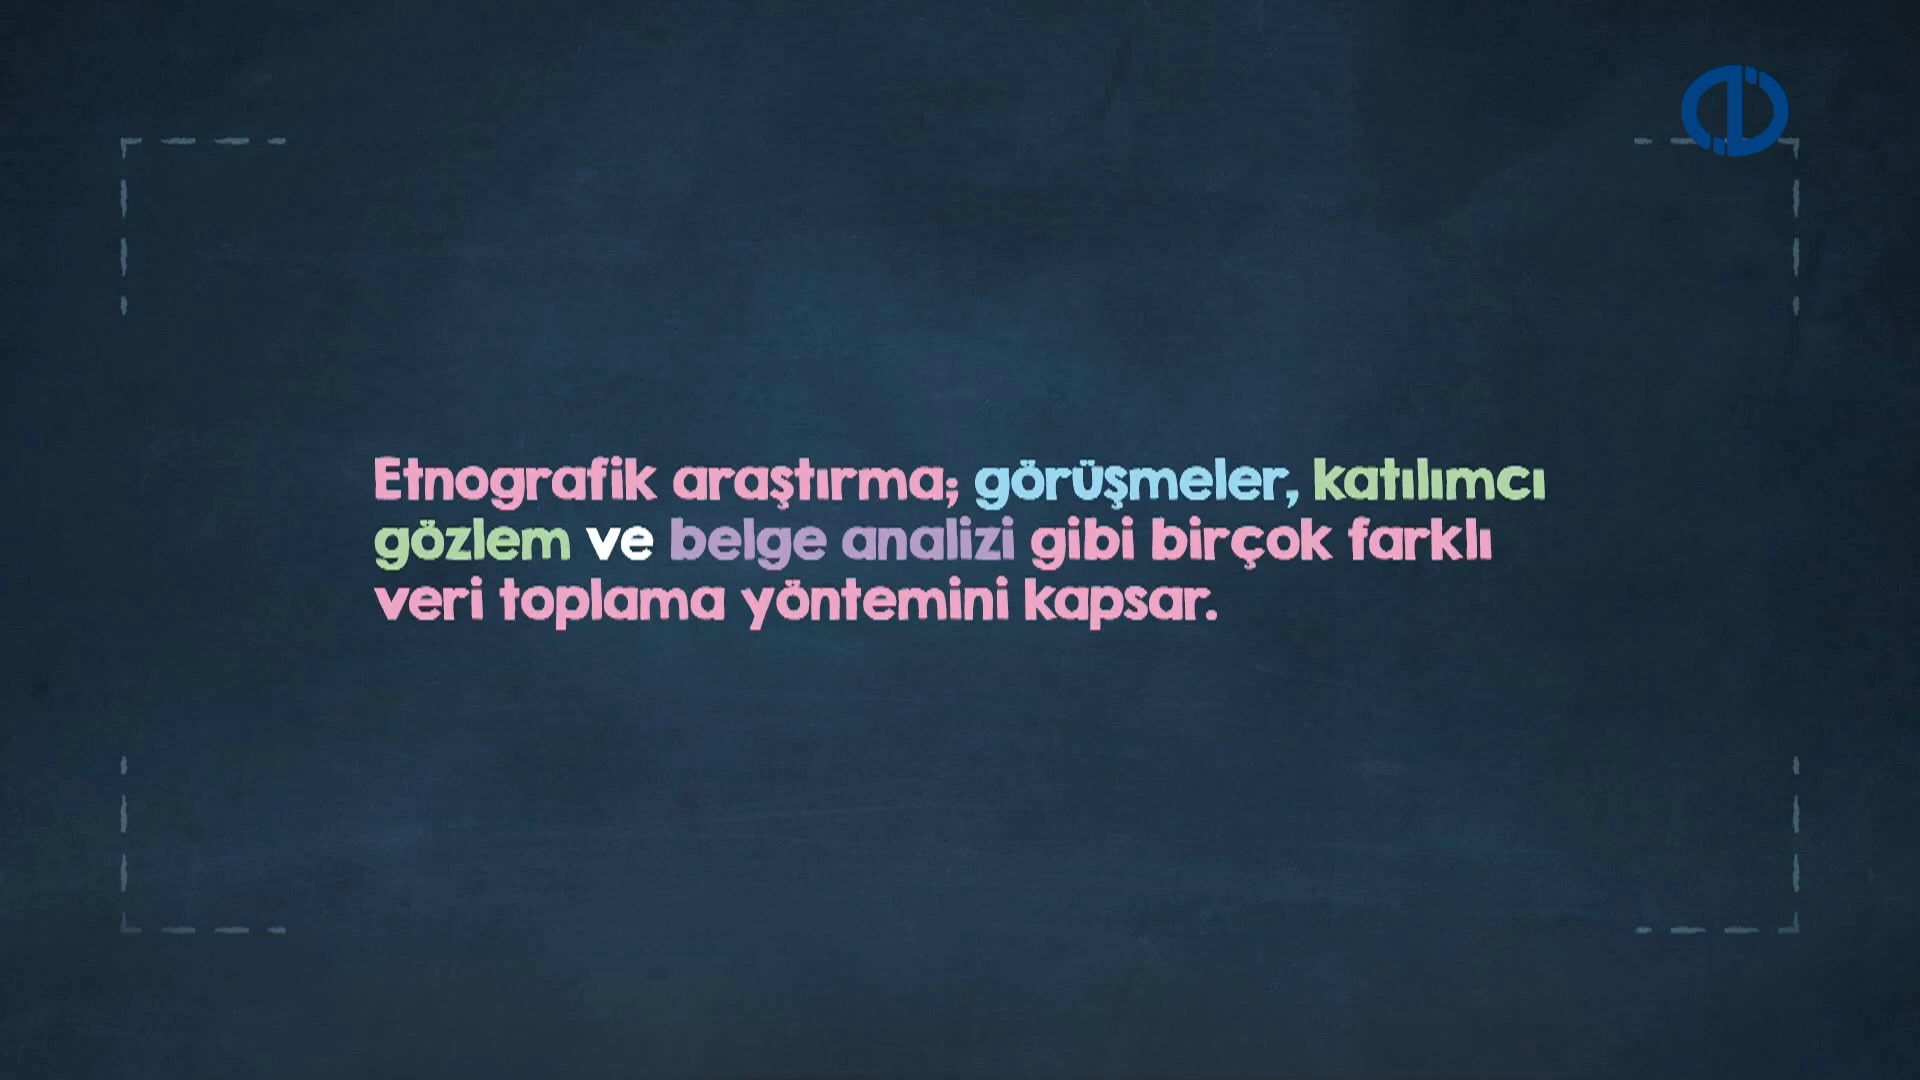 Etnografik araştırma; görüşmeler, katılımcı
gözlem ve belge analizi gibi birçok farklı
veri toplama yöntemini kapsar.